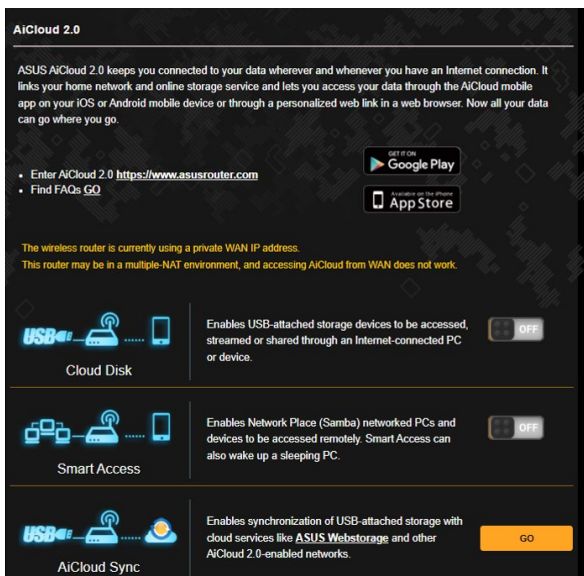 AiCloud 2.0
ASUS AiCloud 2.0 keeps you connected to your data wherever and whenever you have an Internet connection. It
links your home network and online storage service and lets you access your data through the AiCloud mobile
app on your iOS or Android mobile device or through a personalized web link in a web browser. Now all your data
can go where you go.
GET IT ON
Google Play
Enter AiCloud 2.0 https://www.asusrouter.com
Find FAQs GO
Available on the iPhone
App Store
The wireless router is currently using a private WAN IP address.
This router may be in a multiple-NAT environment, and accessing AiCloud from WAN does not work.
USB
Cloud Disk
Enables USB-attached storage devices to be accessed,
streamed or shared through an Internet-connected PC
or device.
OFF
Smart Access
Enables Network Place (Samba) networked PCs and
devices to be accessed remotely. Smart Access can
also wake up a sleeping PC.
OFF
USB
AiCloud Sync
Enables synchronization of USB-attached storage with
cloud services like ASUS Webstorage and other
AiCloud 2.0-enabled networks.
GO